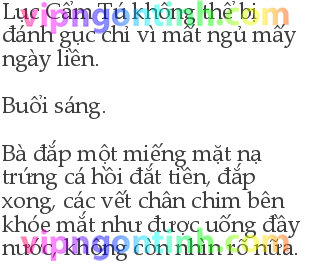 Lục Cẩm Tú không thể bị
vipngontinh.com
đánh gục chỉ vì mất ngủ mấy
ngày liền.
Buổi sáng.
Bà đắp một miếng mặt nạ
trứng cá hồi đắt tiền, đắp
xong, các vết chân chim bên
khóe mắt như được uống đầy
nước, không còn nhìn rõ nữa.
vipngontinh.com